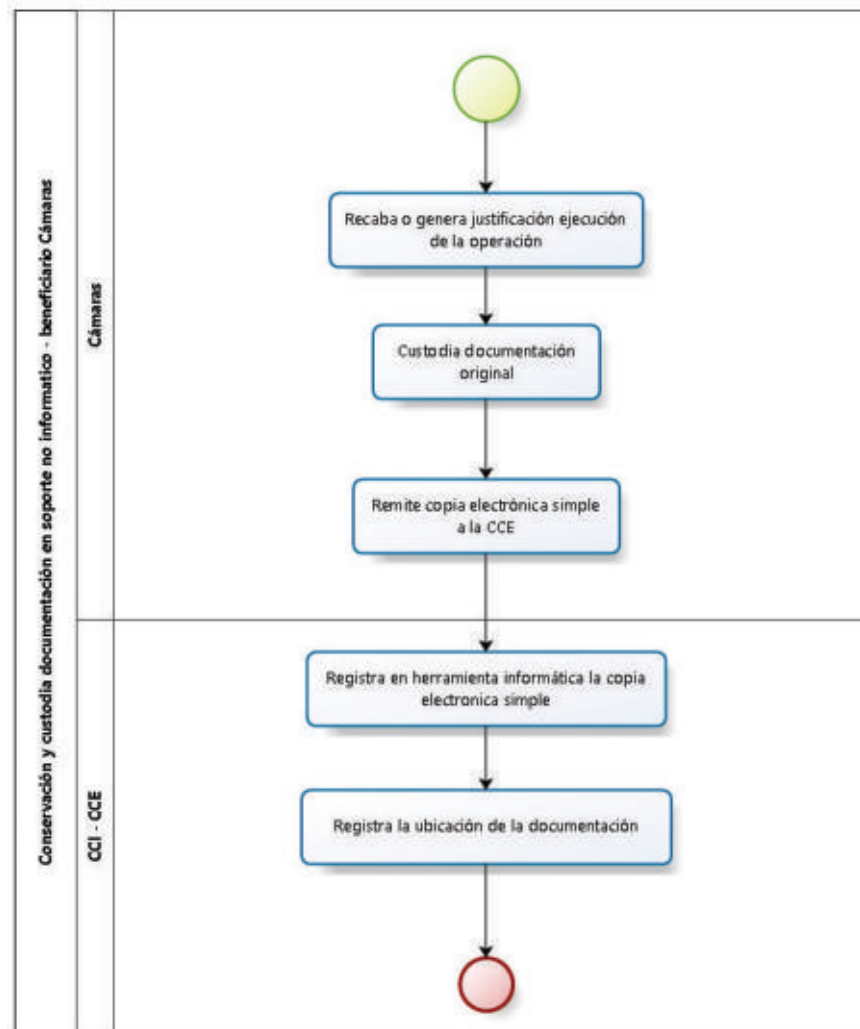 Conservación y custodia documentación en soporte no informatico - beneficiario Cámaras
Cámaras
Recaba o genera justificación ejecución
de la operación
Custodia documentación
original
Remite copia electrónica simple
a la CCE
CCI - CCE
Registra en herramienta informática la copia
electronica simple
Registra la ubicación de la documentación